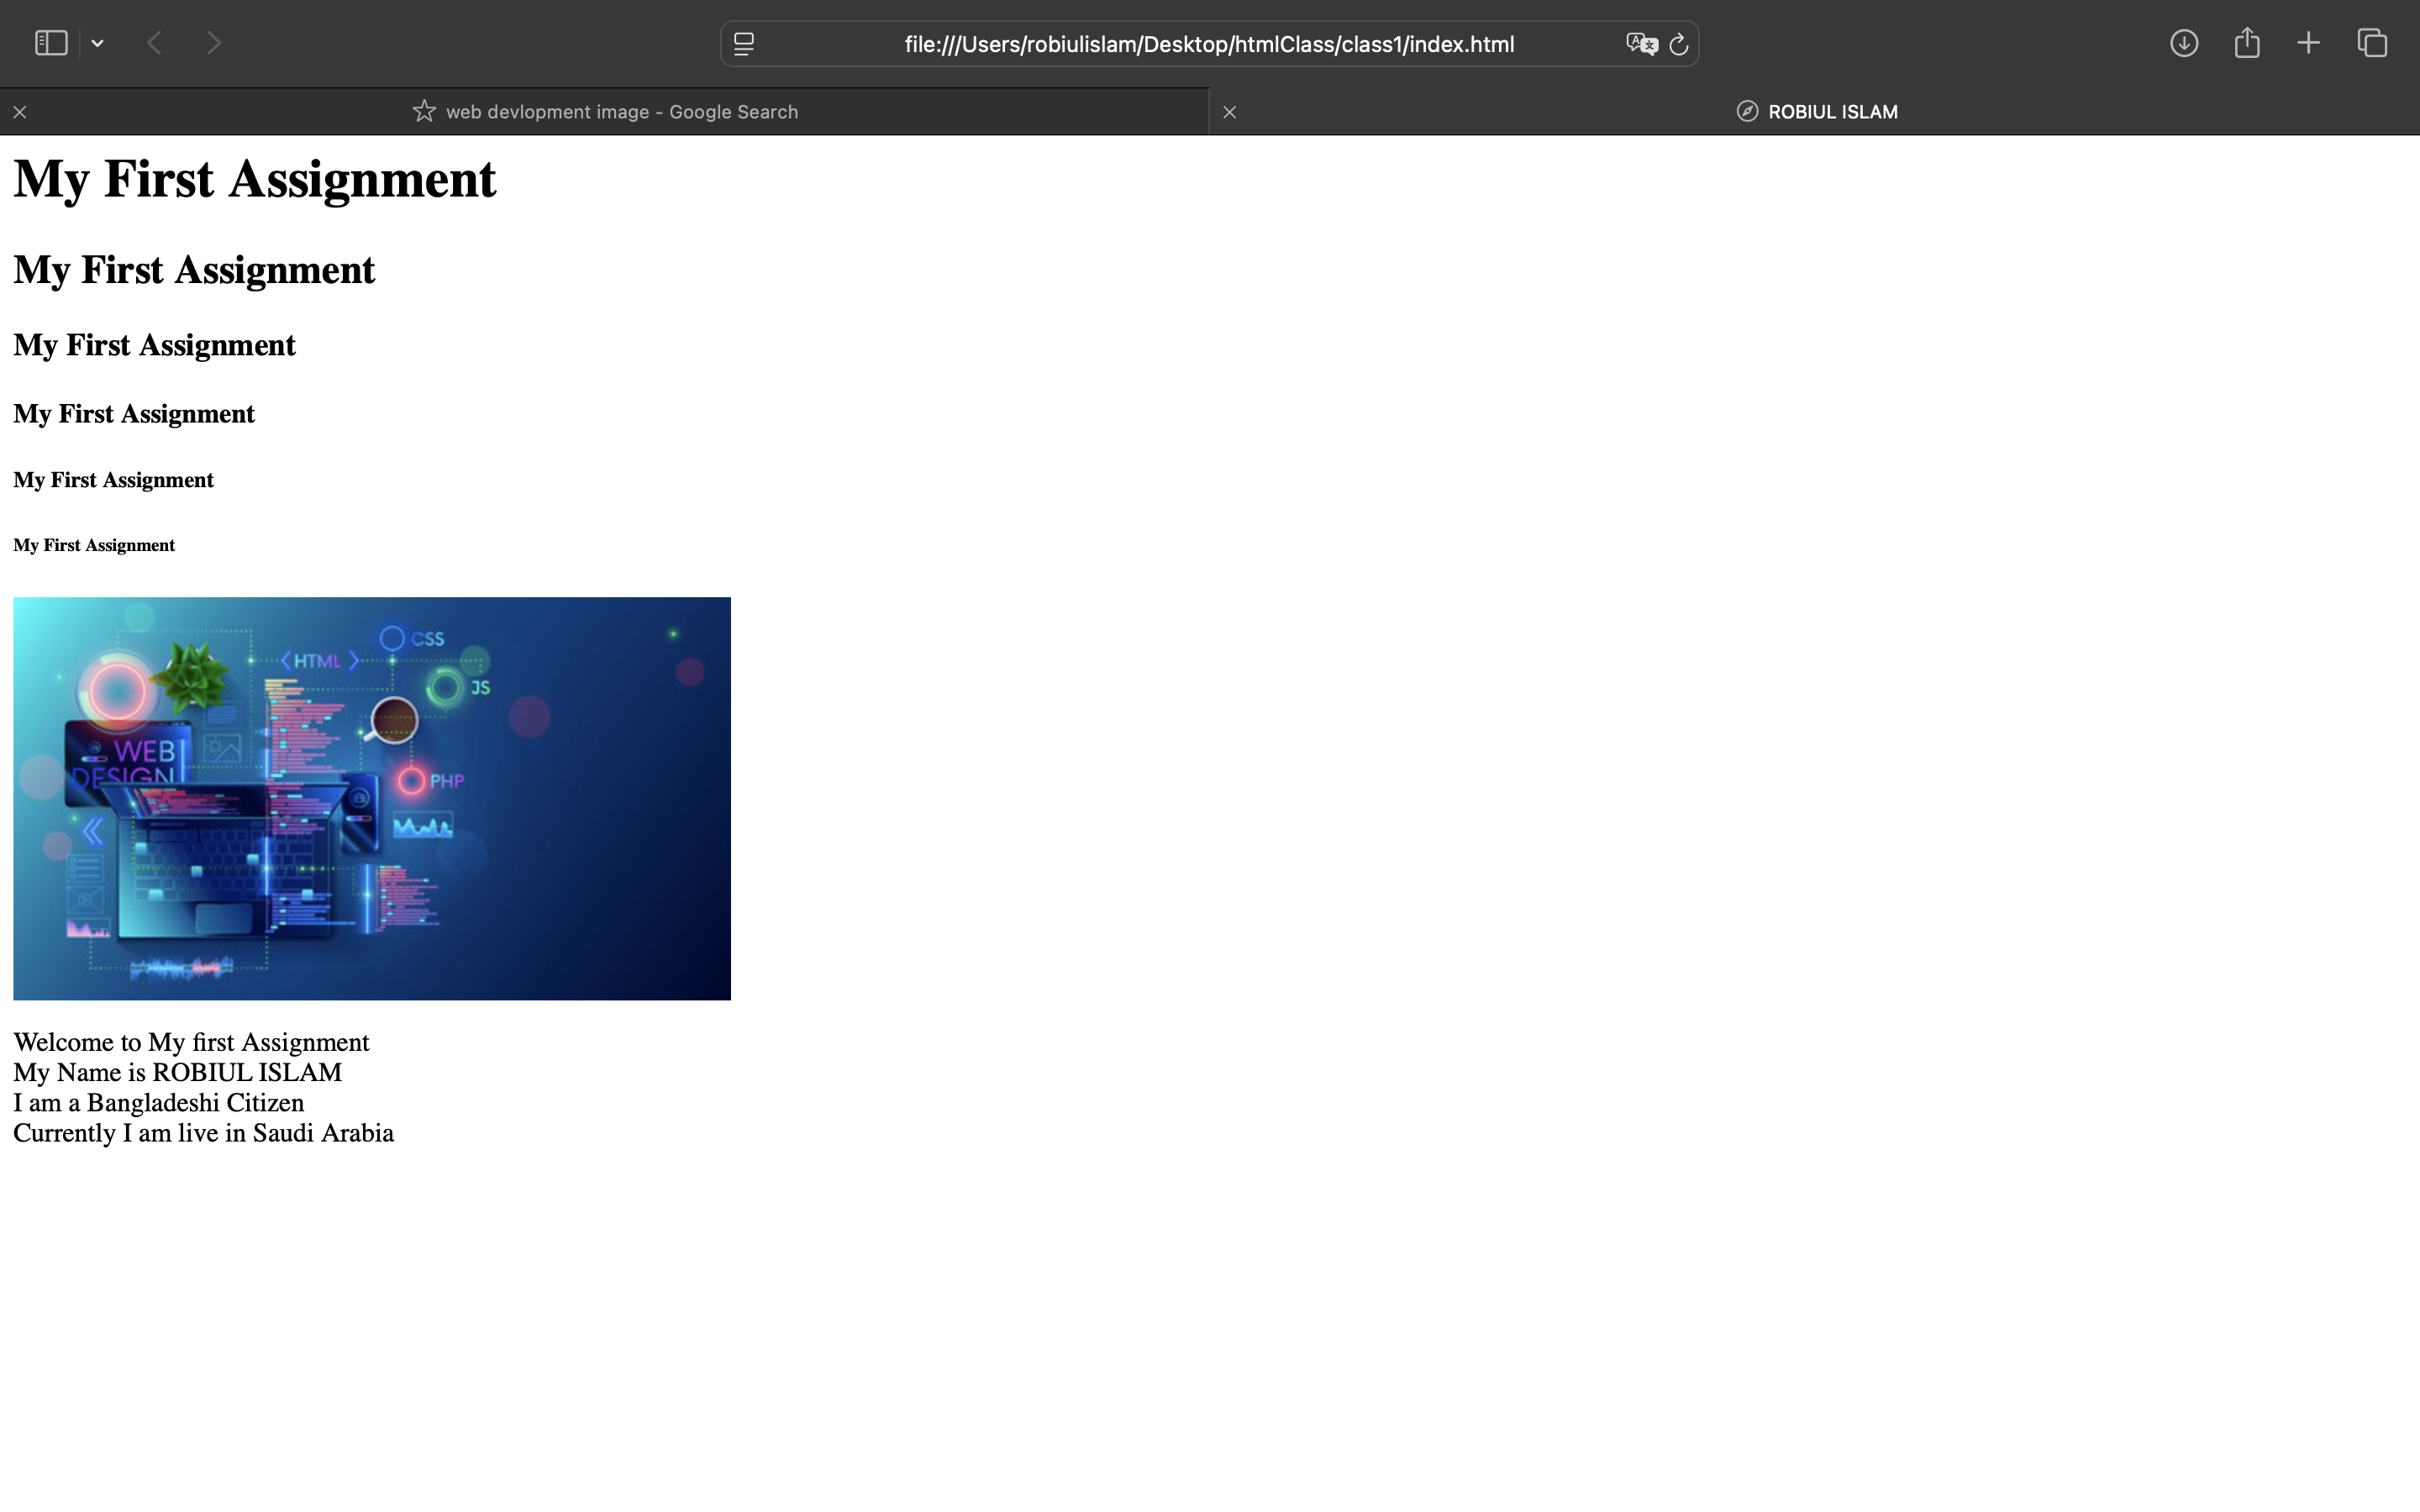 file:///Users/robiulislam/Desktop/htmlClass/class1/index.html
web devlopment image - Google Search
ROBIUL ISLAM
My First Assignment
My First Assignment
My First Assignment
My First Assignment
My First Assignment
My First Assignment
CSS
HTML
JS
WEB
DESIGN
PHP
Welcome to My first Assignment
My Name is ROBIUL ISLAM
I am a Bangladeshi Citizen
Currently I am live in Saudi Arabia